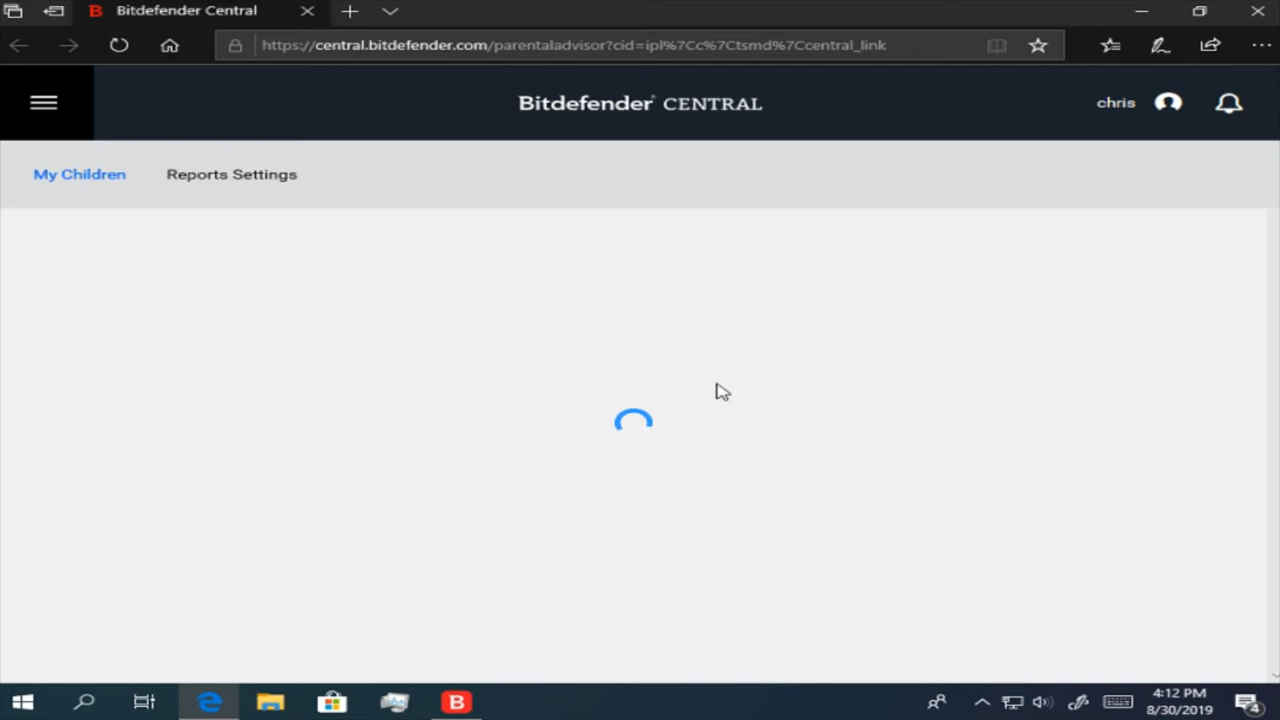 Bitdefender Central
https://central.bitdefender.com/parentaladvisor?cid=ipl%7Cc%7Ctsmd%7Ccentral_link
Bitdefender® CENTRAL
chris
My Children Reports Settings
B
4:12 PM
8/30/2019
4